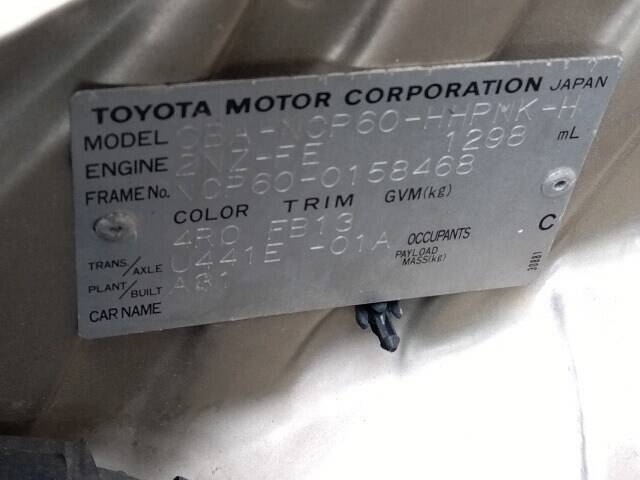 TOYOTA MOTOR CORPORATION JAPAN
MODEL CBA-NCP60-HHPNK-H
ENGINE 2NZ-FE 1298 mL
FRAME No. NCP60-0158468
COLOR TRIM GVM(kg)
4R0 FB13
TRANS/AXLE U441E -01A OCCUPANTS C
PLANT/BUILT PAYLOAD MASS(kg)
CAR NAME
30881